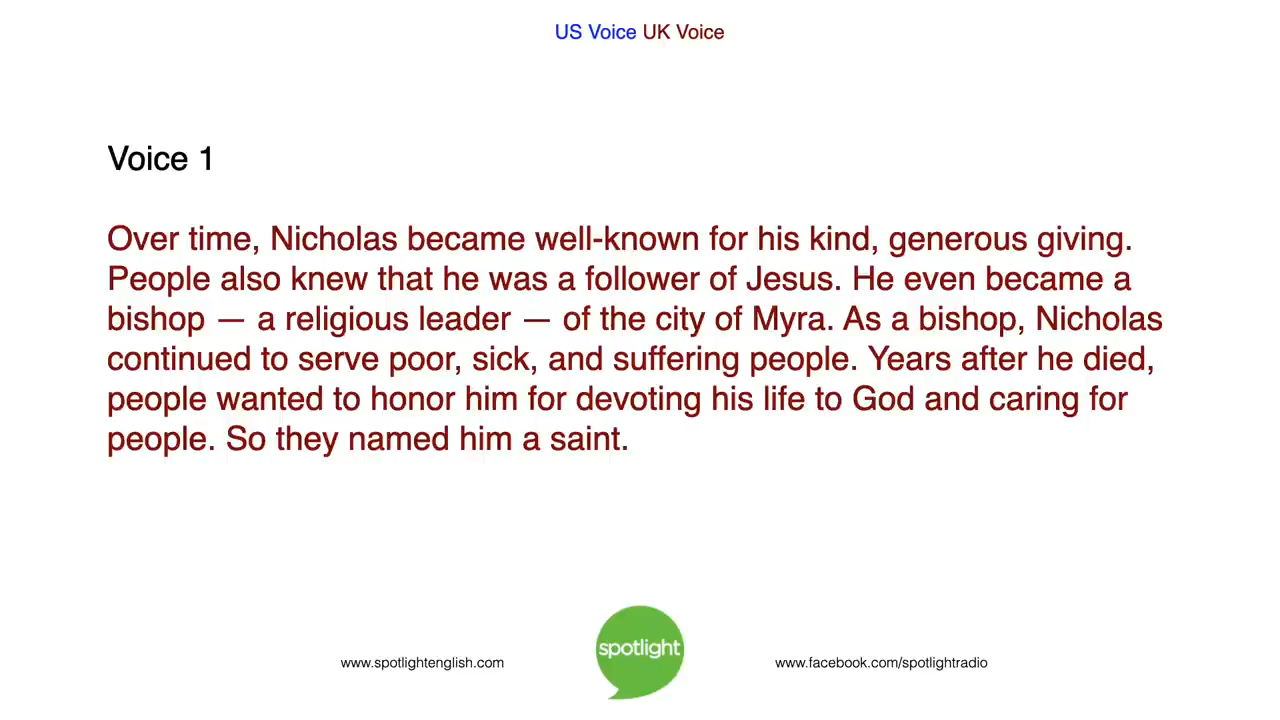 US Voice UK Voice
Voice 1
Over time, Nicholas became well-known for his kind, generous giving.
People also knew that he was a follower of Jesus. He even became a
bishop — a religious leader — of the city of Myra. As a bishop, Nicholas
continued to serve poor, sick, and suffering people. Years after he died,
people wanted to honor him for devoting his life to God and caring for
people. So they named him a saint.
www.spotlightenglish.com
spotlight
www.facebook.com/spotlightradio